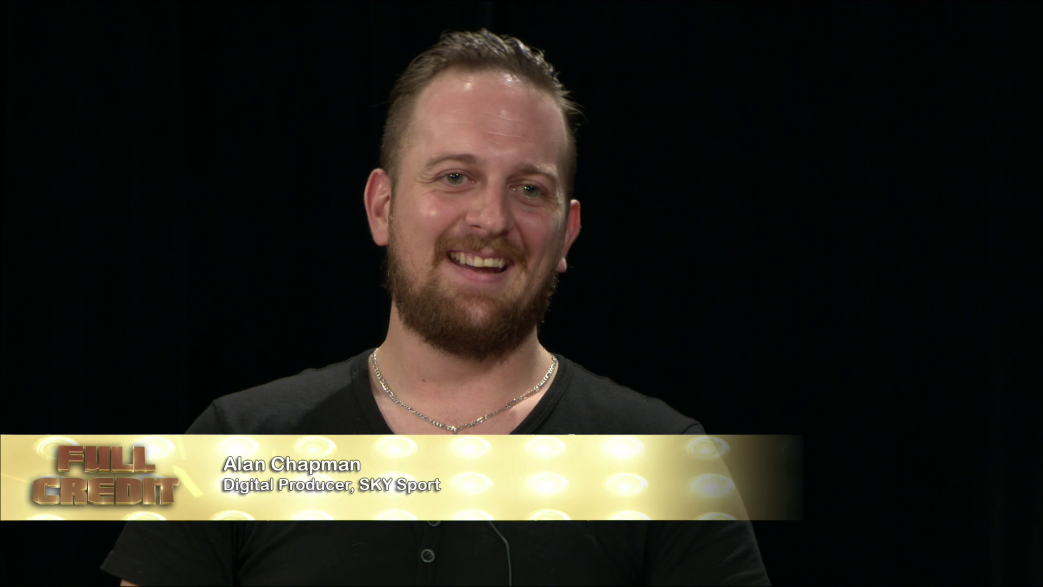 FULL
CREDIT
Alan Chapman
Digital Producer, SKY Sport